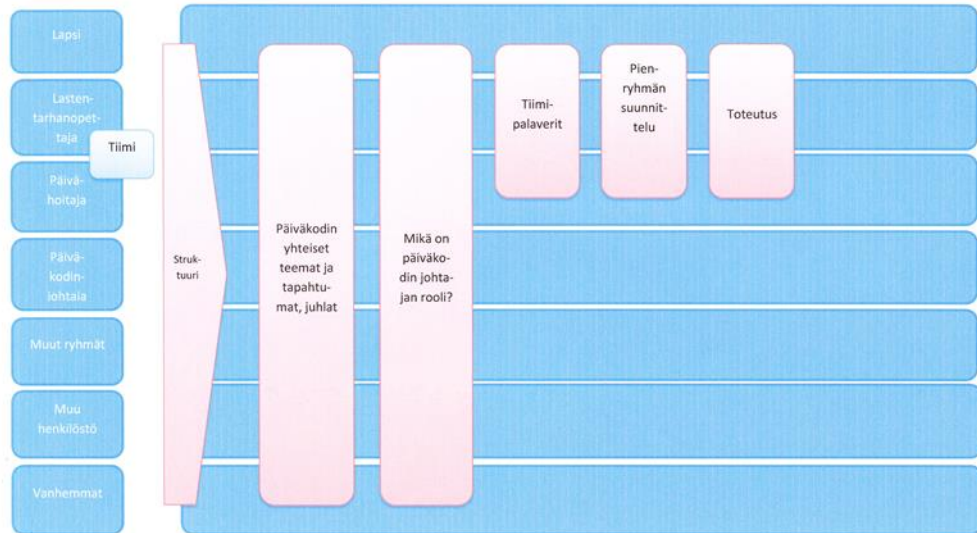 Lapsi
Lasten-
tarhanopet-
taja
Tiimi
Päivä-
hoitaja
Päivä-
kodin-
johtaja
Muut ryhmät
Muu
henkilöstö
Vanhemmat
Struk-
tuuri
Päiväkodin
yhteiset
teemat ja
tapahtu-
mat, juhlat
Mikä on
päiväko-
din johta-
jan rooli?
Tiimi-
palaverit
Pien-
ryhmän
suunnit-
telu
Toteutus